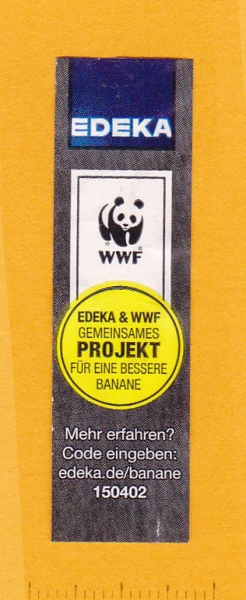 EDEKA
WWF
EDEKA & WWF
GEMEINSAMES
PROJEKT
FÜR EINE BESSERE
BANANE
Mehr erfahren?
Code eingeben:
edeka.de/banane
150402